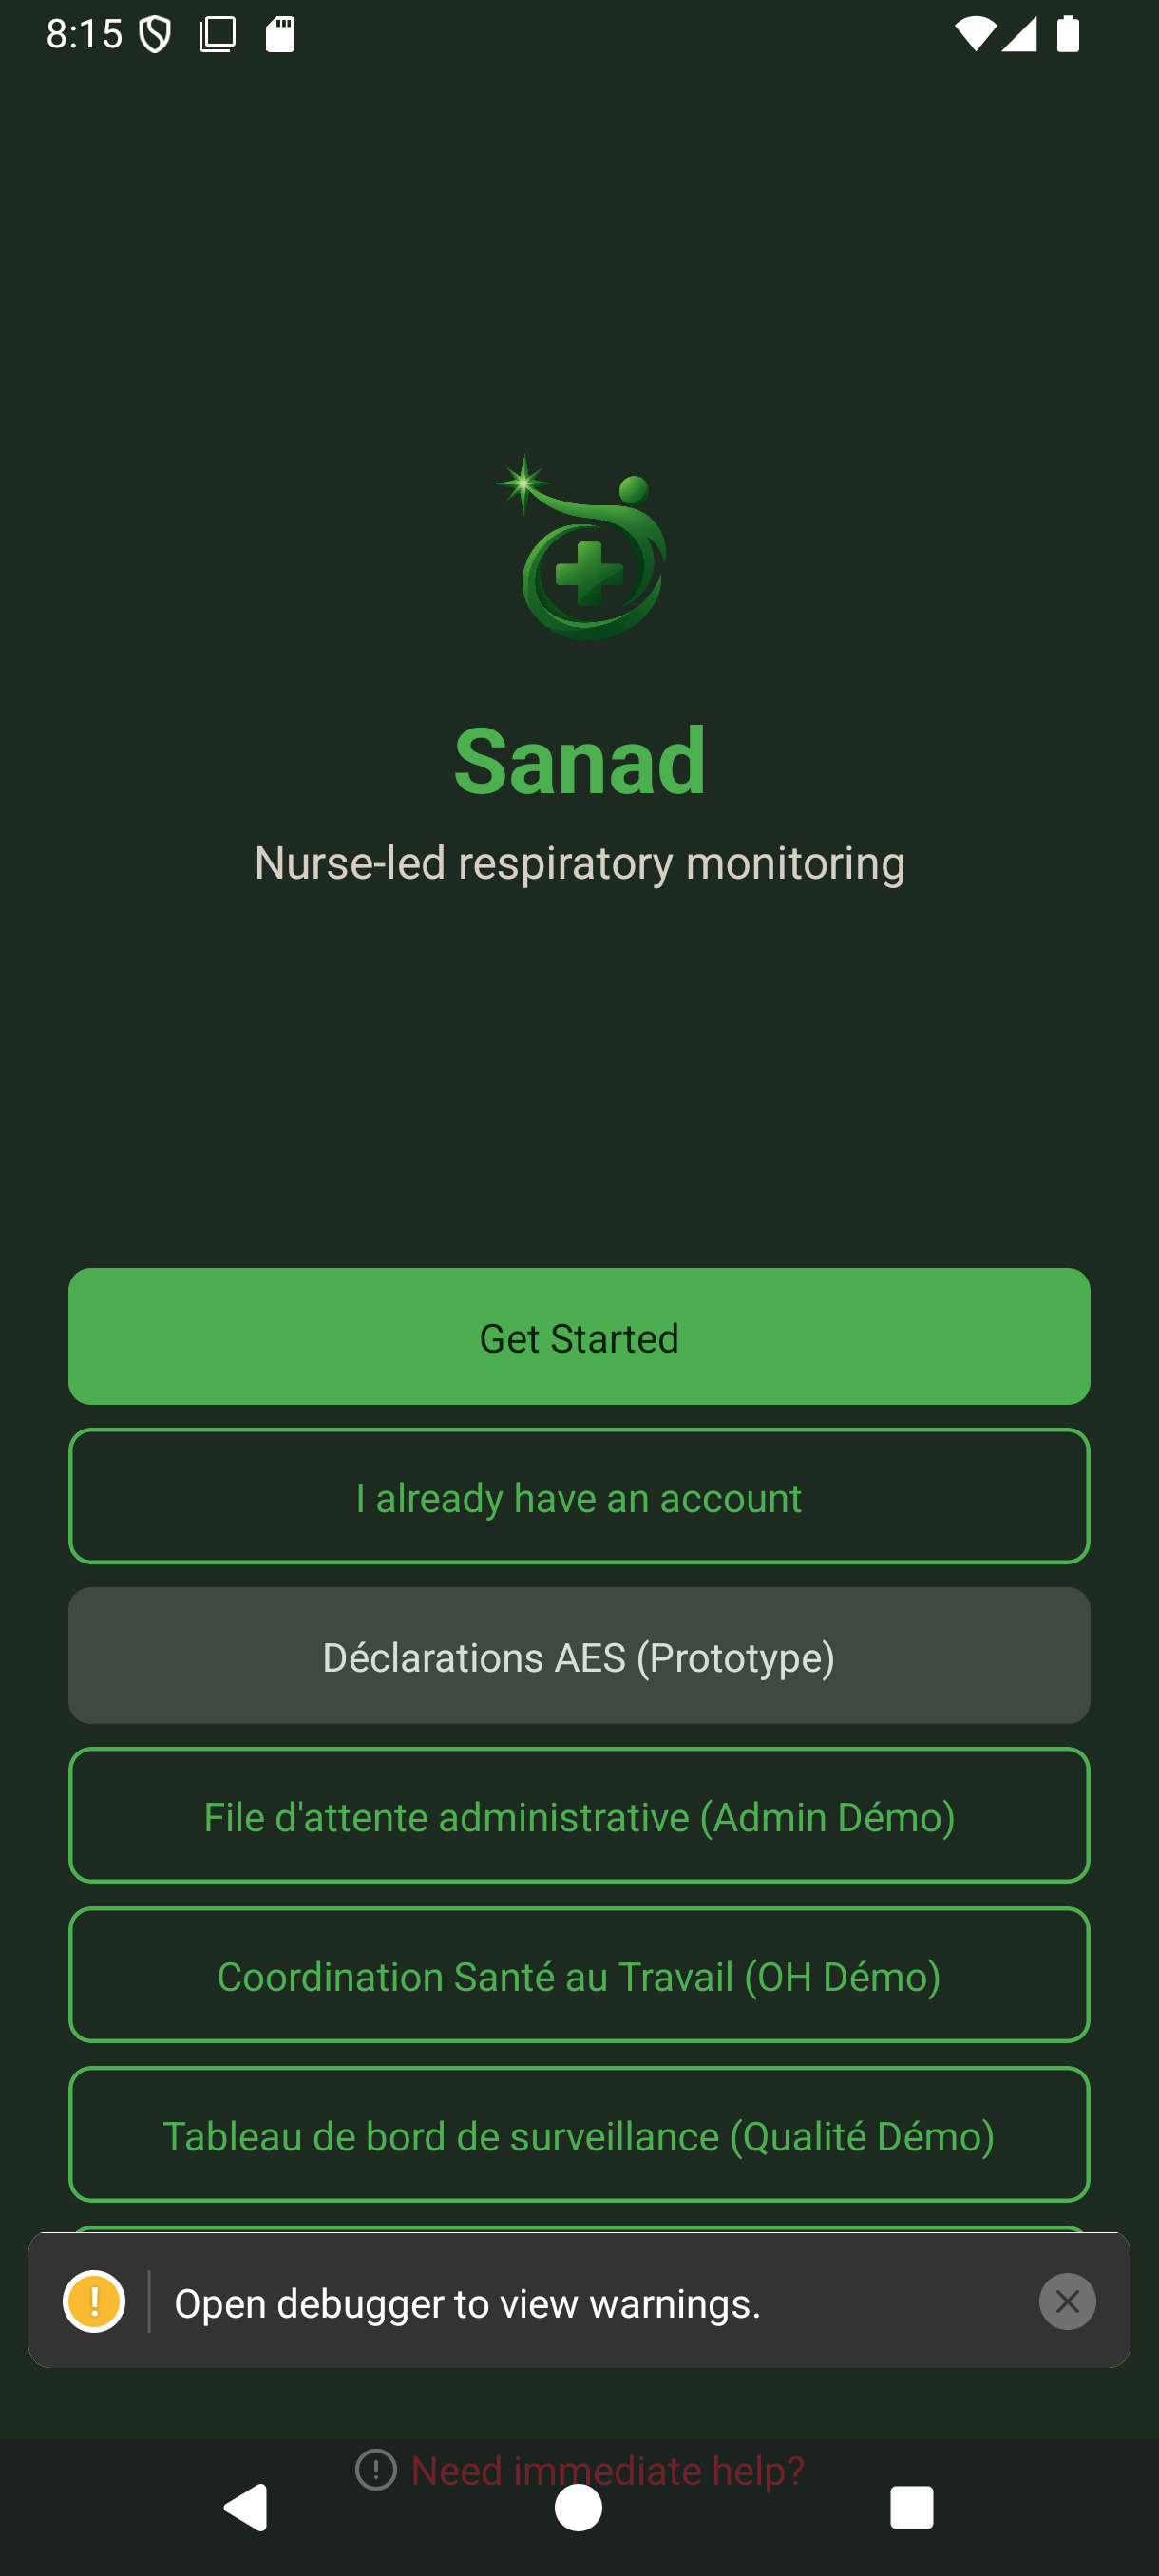 8:15
Sanad
Nurse-led respiratory monitoring
Get Started
I already have an account
Déclarations AES (Prototype)
File d'attente administrative (Admin Démo)
Coordination Santé au Travail (OH Démo)
Tableau de bord de surveillance (Qualité Démo)
Open debugger to view warnings.
Need immediate help?